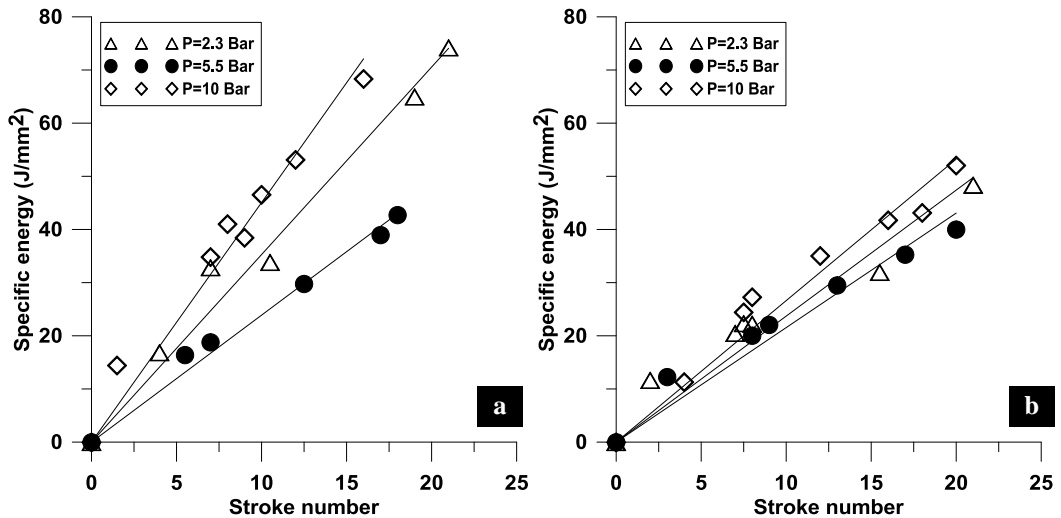 80
60
40
20
0
Specific energy (J/mm²)
P=2.3 Bar
P=5.5 Bar
P=10 Bar
a
0 5 10 15 20 25
Stroke number
80
60
40
20
0
Specific energy (J/mm²)
P=2.3 Bar
P=5.5 Bar
P=10 Bar
b
0 5 10 15 20 25
Stroke number